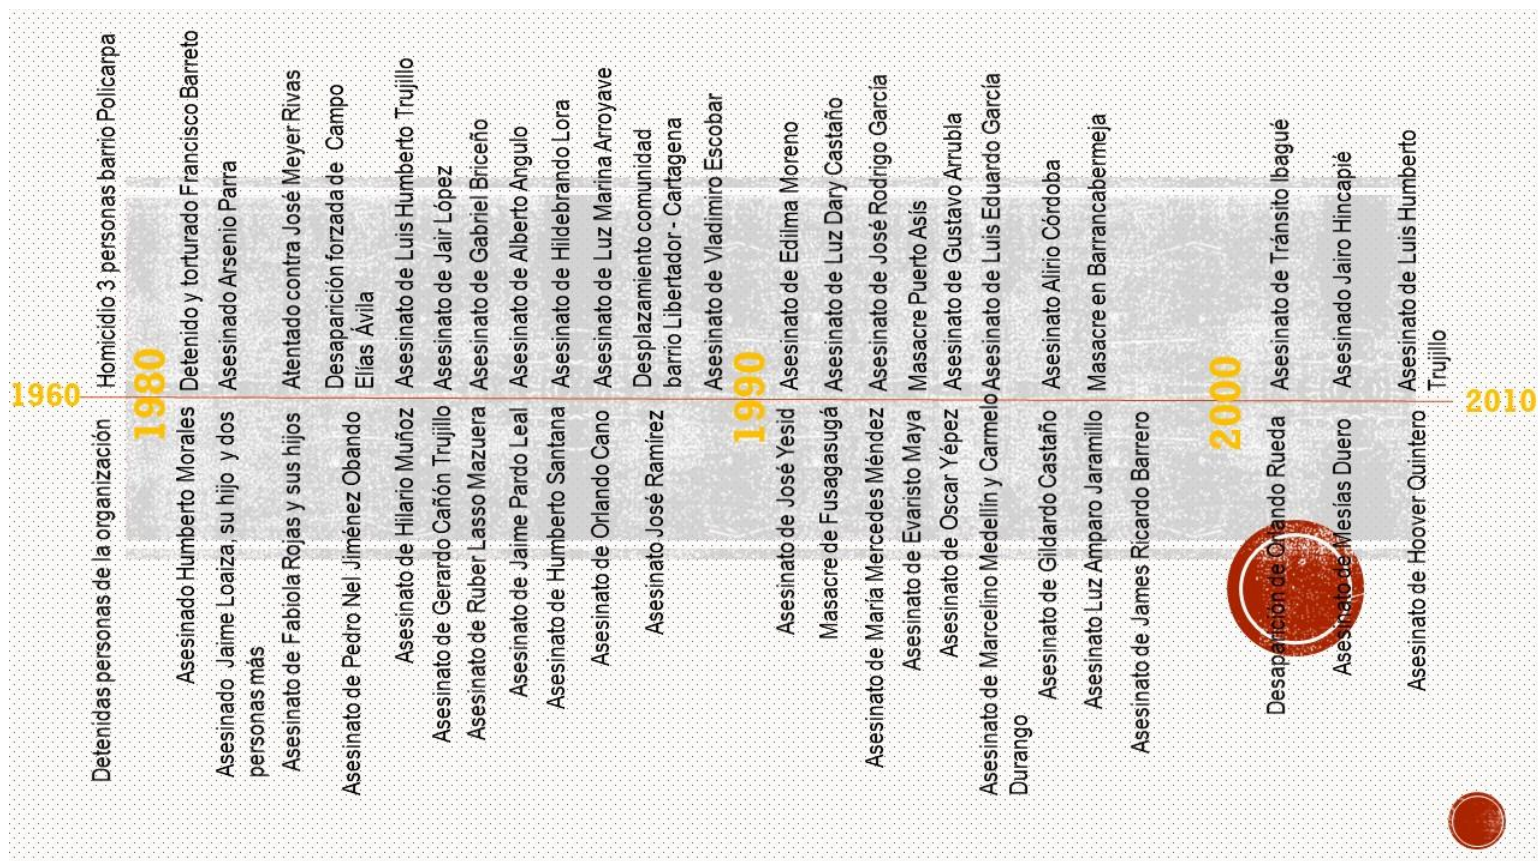 1960
Homicidio 3 personas barrio Policarpa
Detenidas personas de la organización
1980
Detenido y torturado Francisco Barreto
Asesinado Humberto Morales
Asesinado Arsenio Parra
Asesinado Jaime Loaiza, su hijo y dos
personas más
Atentado contra José Meyer Rivas
Asesinato de Fabiola Rojas y sus hijos
Desaparición forzada de Campo
Elías Ávila
Asesinato de Pedro Nel Jiménez Obando
Asesinato de Luis Humberto Trujillo
Asesinato de Hilario Muñoz
Asesinato de Jair López
Asesinato de Gerardo Cañón Trujillo
Asesinato de Gabriel Briceño
Asesinato de Ruber Lasso Mazuera
Asesinato de Alberto Angulo
Asesinato de Jaime Pardo Leal
Asesinato de Hildebrando Lora
Asesinato de Humberto Santana
Asesinato de Luz Marina Arroyave
Asesinato de Orlando Cano
Desplazamiento comunidad
barrio Libertador - Cartagena
Asesinato José Ramírez
Asesinato de Vladimiro Escobar
1990
Asesinato de Edilma Moreno
Asesinato de José Yesid
Asesinato de Luz Dary Castaño
Masacre de Fusagasugá
Asesinato de José Rodrigo García
Asesinato de María Mercedes Méndez
Masacre Puerto Asís
Asesinato de Evaristo Maya
Asesinato de Gustavo Arrubla
Asesinato de Oscar Yépez
Asesinato de Luis Eduardo García
Asesinato de Marcelino Medellín y Carmelo
Durango
Asesinato Alirio Córdoba
Asesinato de Gildardo Castaño
Masacre en Barrancabermeja
Asesinato Luz Amparo Jaramillo
Asesinato de James Ricardo Barrero
2000
Asesinato de Tránsito Ibagué
Desaparición de Orlando Rueda
Asesinado Jairo Hincapié
Asesinato de Mesías Duero
Asesinato de Luis Humberto
Trujillo
Asesinato de Hoover Quintero
2010